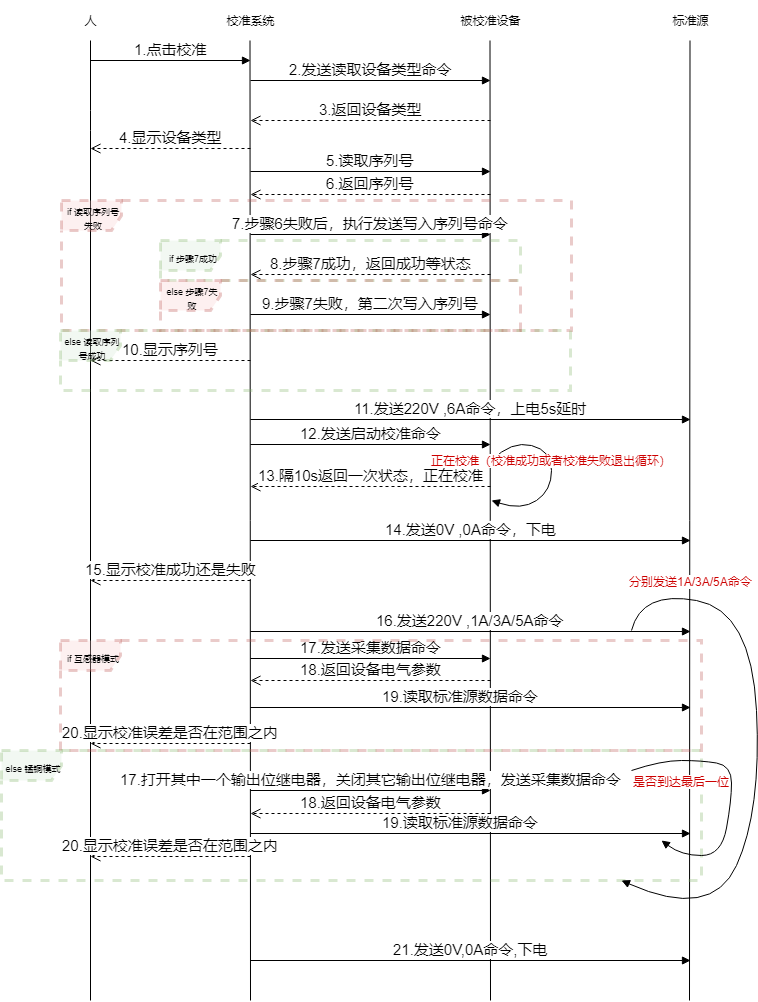 人
校准系统
被校准设备
标准源
1.点击校准
2.发送读取设备类型命令
3.返回设备类型
4.显示设备类型
5.读取序列号
6.返回序列号
if 读取序列号
失败
7.步骤6失败后，执行发送写入序列号命令
if 步骤7成功
8.步骤7成功，返回成功等状态
else 步骤7失
败
9.步骤7失败，第二次写入序列号
else 读取序列
号成功
10.显示序列号
11.发送220V ,6A命令，上电5s延时
12.发送启动校准命令
正在校准（校准成功或者校准失败退出循环）
13.隔10s返回一次状态，正在校准
14.发送0V ,0A命令，下电
15.显示校准成功还是失败
分别发送1A/3A/5A命令
16.发送220V ,1A/3A/5A命令
if 互感器模式
17.发送采集数据命令
18.返回设备电气参数
19.读取标准源数据命令
20.显示校准误差是否在范围之内
else 锰铜模式
17.打开其中一个输出位继电器，关闭其它输出位继电器，发送采集数据命令
是否到达最后一位
18.返回设备电气参数
19.读取标准源数据命令
20.显示校准误差是否在范围之内
21.发送0V,0A命令,下电